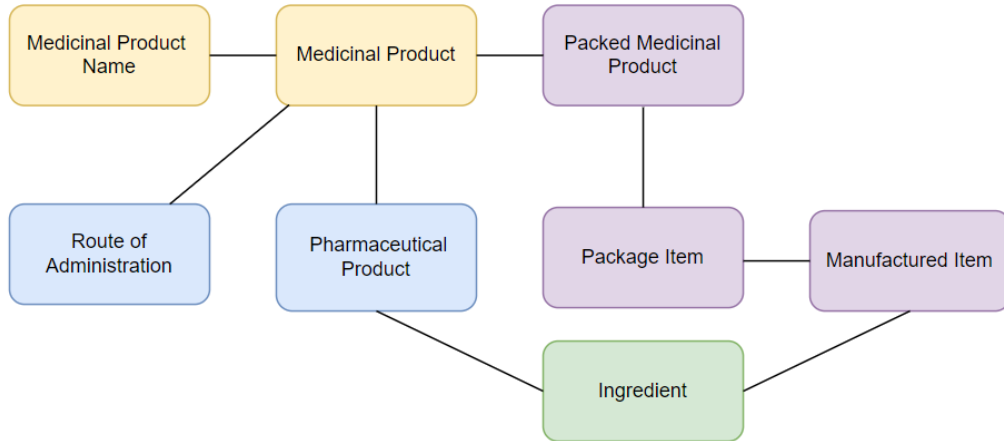 Medicinal Product
Name
Medicinal Product
Packed Medicinal
Product
Route of
Administration
Pharmaceutical
Product
Package Item
Manufactured Item
Ingredient